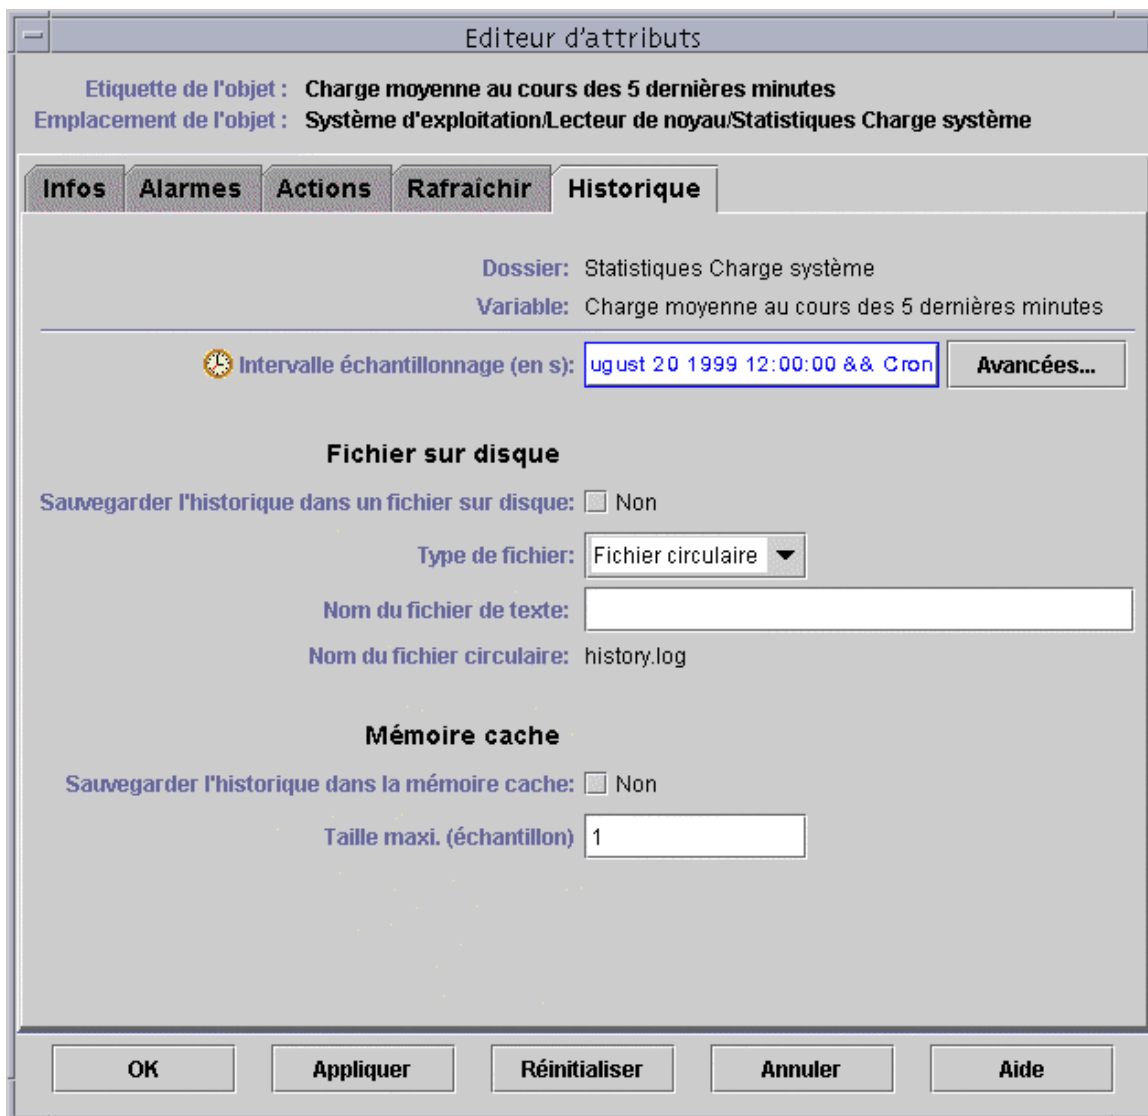 Editeur d'attributs
Etiquette de l'objet : Charge moyenne au cours des 5 dernières minutes
Emplacement de l'objet : Système d'exploitation/Lecteur de noyau/Statistiques Charge système
Infos Alarmes Actions Rafraîchir Historique
Dossier: Statistiques Charge système
Variable: Charge moyenne au cours des 5 dernières minutes
Intervalle échantillonnage (en s): ugust 20 1999 12:00:00 && Cron Avancées...
Fichier sur disque
Sauvegarder l'historique dans un fichier sur disque: Non
Type de fichier: Fichier circulaire
Nom du fichier de texte:
Nom du fichier circulaire: history.log
Mémoire cache
Sauvegarder l'historique dans la mémoire cache: Non
Taille maxi. (échantillon) 1
OK Appliquer Réinitialiser Annuler Aide